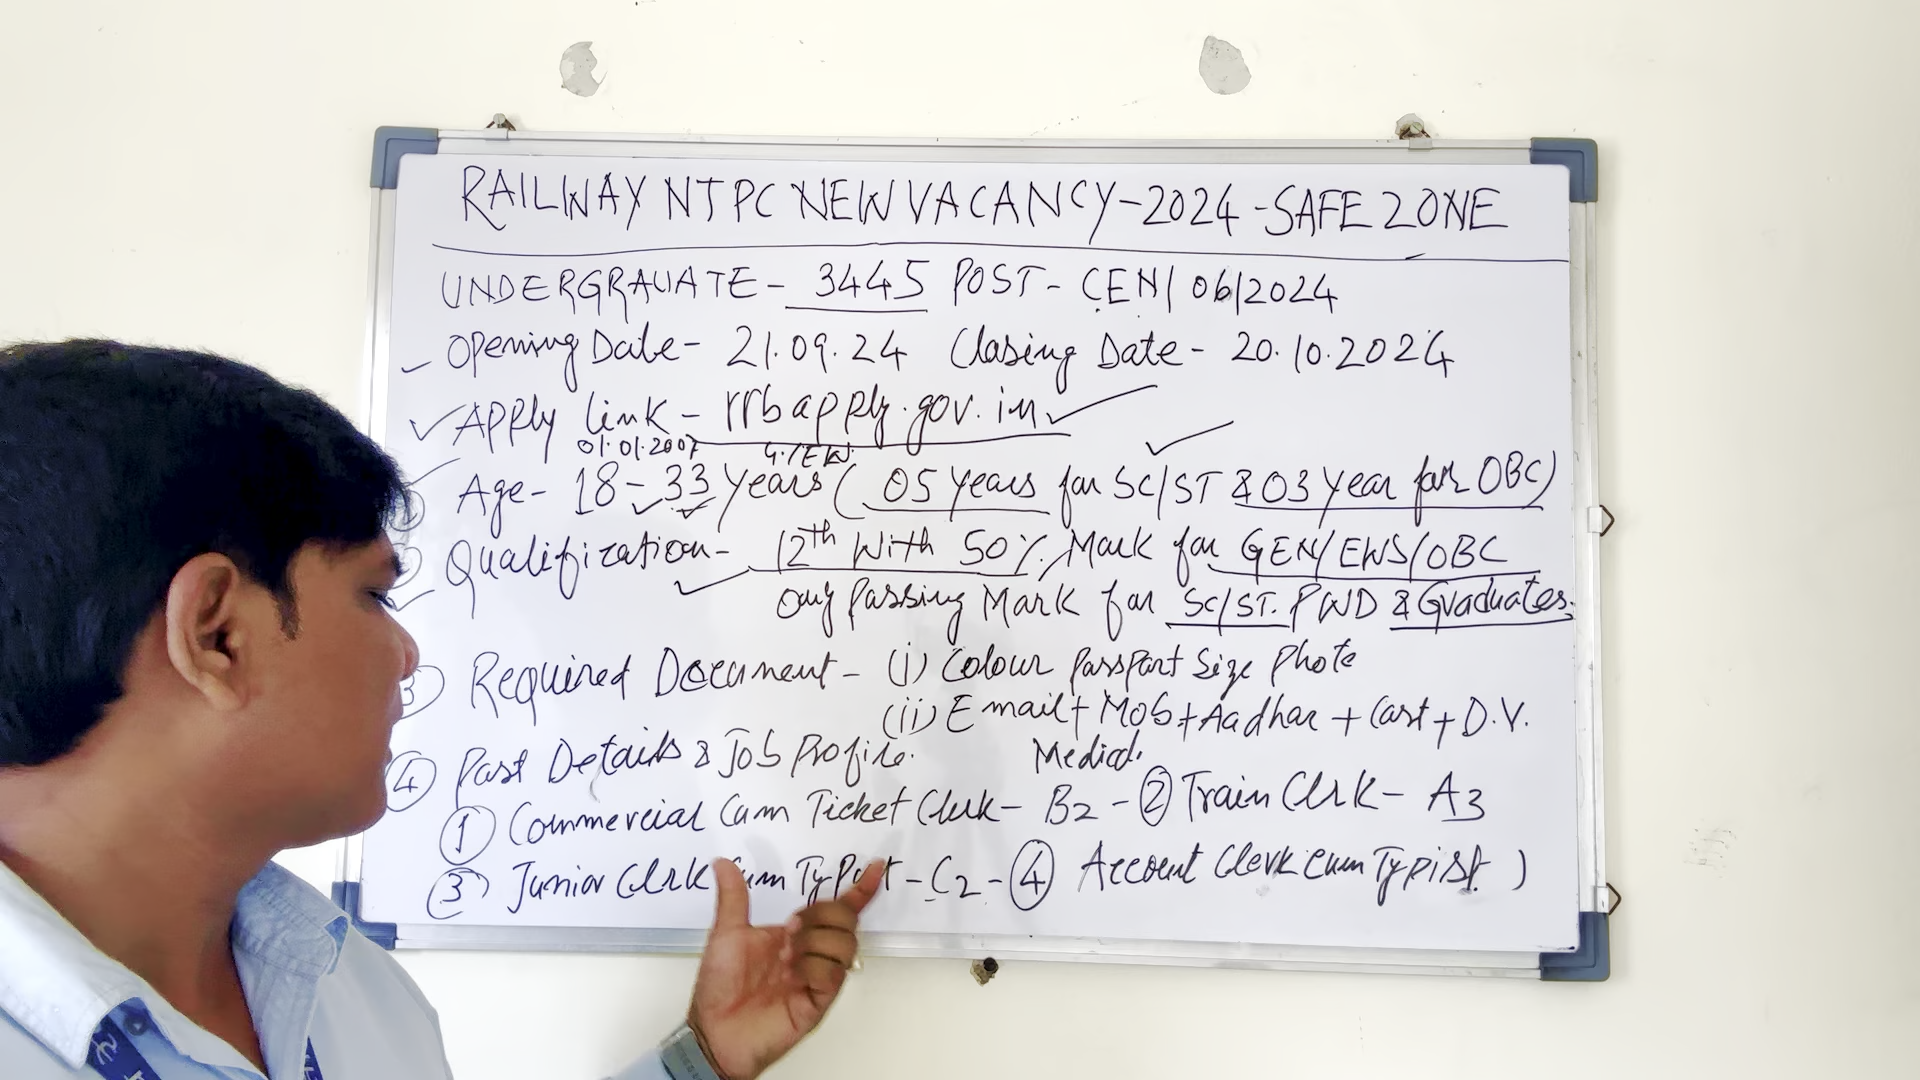 RAILWAY NTPC NEW VACANCY-2024-SAFE ZONE
UNDERGRAUATE- 3445 POST- CEN/06/2024
Opening Date- 21.09.24 Closing Date- 20.10.2024
Apply link - rrbapply.gov.in
01.01.2007
Age- 18-33 Years (05 Years for SC/ST & 03 Year for OBC)
Qualification- 12th With 50% Mark for GEN/EWS/OBC
Only Passing Mark for SC/ST. PWD & Graduates.
3 Required Document - (i) Colour Passport Size Photo
(ii) Email + Mob + Aadhar + Cast + D.V.
Medical.
4 Post Details & Job Profile.
1 Commercial Cum Ticket Clerk- B2 - 2 Train Clrk- A3
3 Junior Clrk Cum Typist - C2 - 4 Account Clerk Cum Typist )